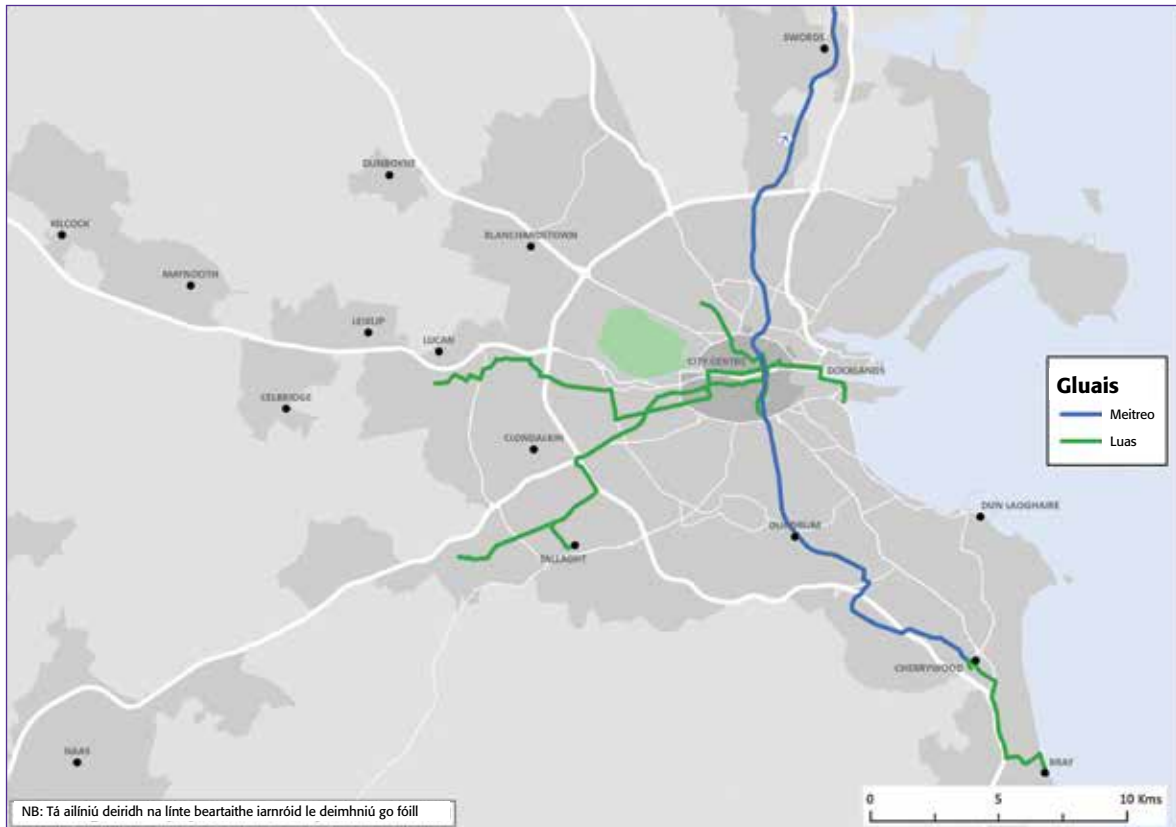 SWORDS
DUNBOYNE
KILCOCK
BLANCHARDSTOWN
MAYNOOTH
LEIXLIP
LUCAN
CITY CENTRE
DOCKLANDS
CELBRIDGE
Gluais
Meitreo
Luas
CLONDALKIN
DUN LAOGHAIRE
DUNDRUM
TALLAGHT
CHERRYWOOD
NAAS
BRAY
NB: Tá ailíniú deiridh na línte beartaithe iarnróid le deimhniú go fóill
0 5 10 Kms